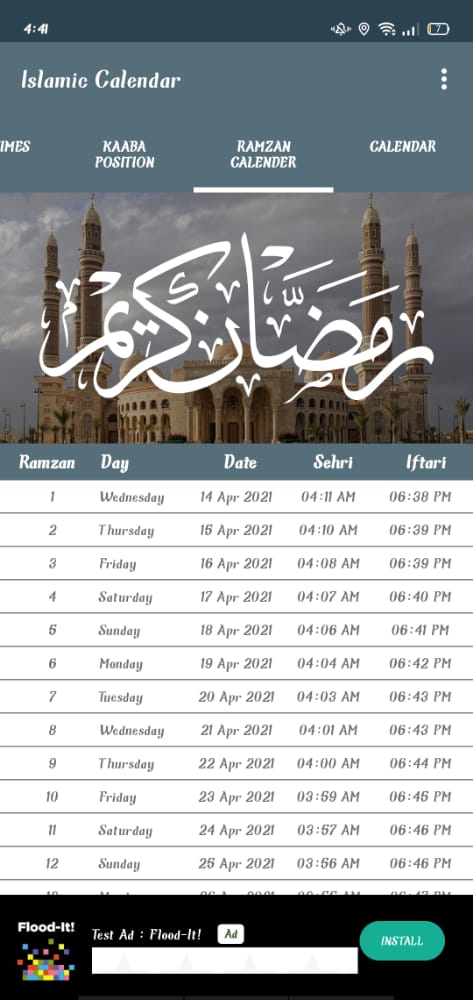 4:41
7
Islamic Calendar
IMES
KAABA
POSITION
RAMZAN
CALENDER
CALENDAR
رمضان كريم
Ramzan Day Date Sehri Iftari
1 Wednesday 14 Apr 2021 04:11 AM 06:38 PM
2 Thursday 15 Apr 2021 04:10 AM 06:39 PM
3 Friday 16 Apr 2021 04:08 AM 06:39 PM
4 Saturday 17 Apr 2021 04:07 AM 06:40 PM
5 Sunday 18 Apr 2021 04:06 AM 06:41 PM
6 Monday 19 Apr 2021 04:04 AM 06:42 PM
7 Tuesday 20 Apr 2021 04:03 AM 06:43 PM
8 Wednesday 21 Apr 2021 04:01 AM 06:43 PM
9 Thursday 22 Apr 2021 04:00 AM 06:44 PM
10 Friday 23 Apr 2021 03:59 AM 06:45 PM
11 Saturday 24 Apr 2021 03:57 AM 06:46 PM
12 Sunday 25 Apr 2021 03:56 AM 06:46 PM
Flood-It!
Test Ad : Flood-It! Ad
INSTALL